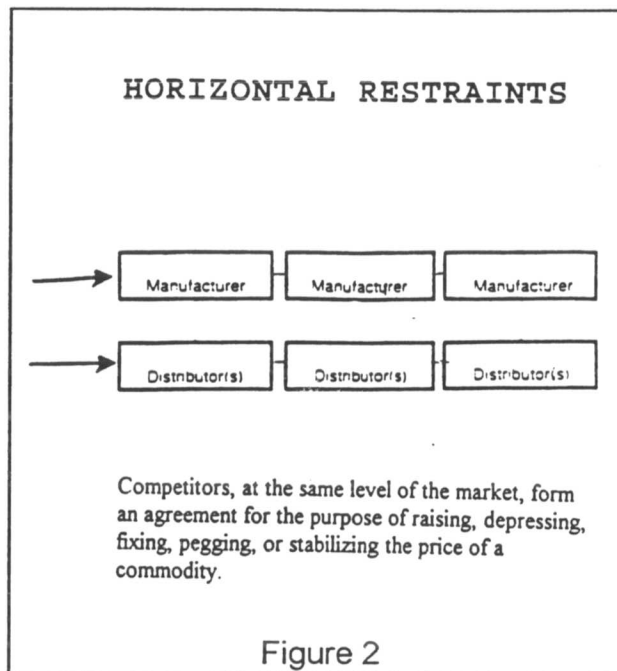 HORIZONTAL RESTRAINTS
Manufacturer Manufacturer Manufacturer
Distributor(s) Distributor(s) Distributor(s)
Competitors, at the same level of the market, form
an agreement for the purpose of raising, depressing,
fixing, pegging, or stabilizing the price of a
commodity.
Figure 2